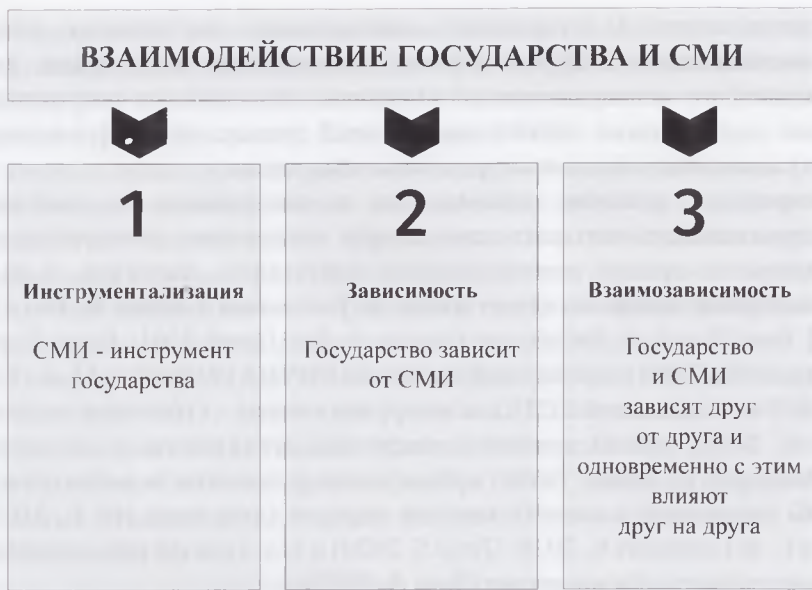 ВЗАИМОДЕЙСТВИЕ ГОСУДАРСТВА И СМИ
1
Инструментализация
СМИ - инструмент
государства
2
Зависимость
Государство зависит
от СМИ
3
Взаимозависимость
Государство
и СМИ
зависят друг
от друга и
одновременно с этим
влияют
друг на друга